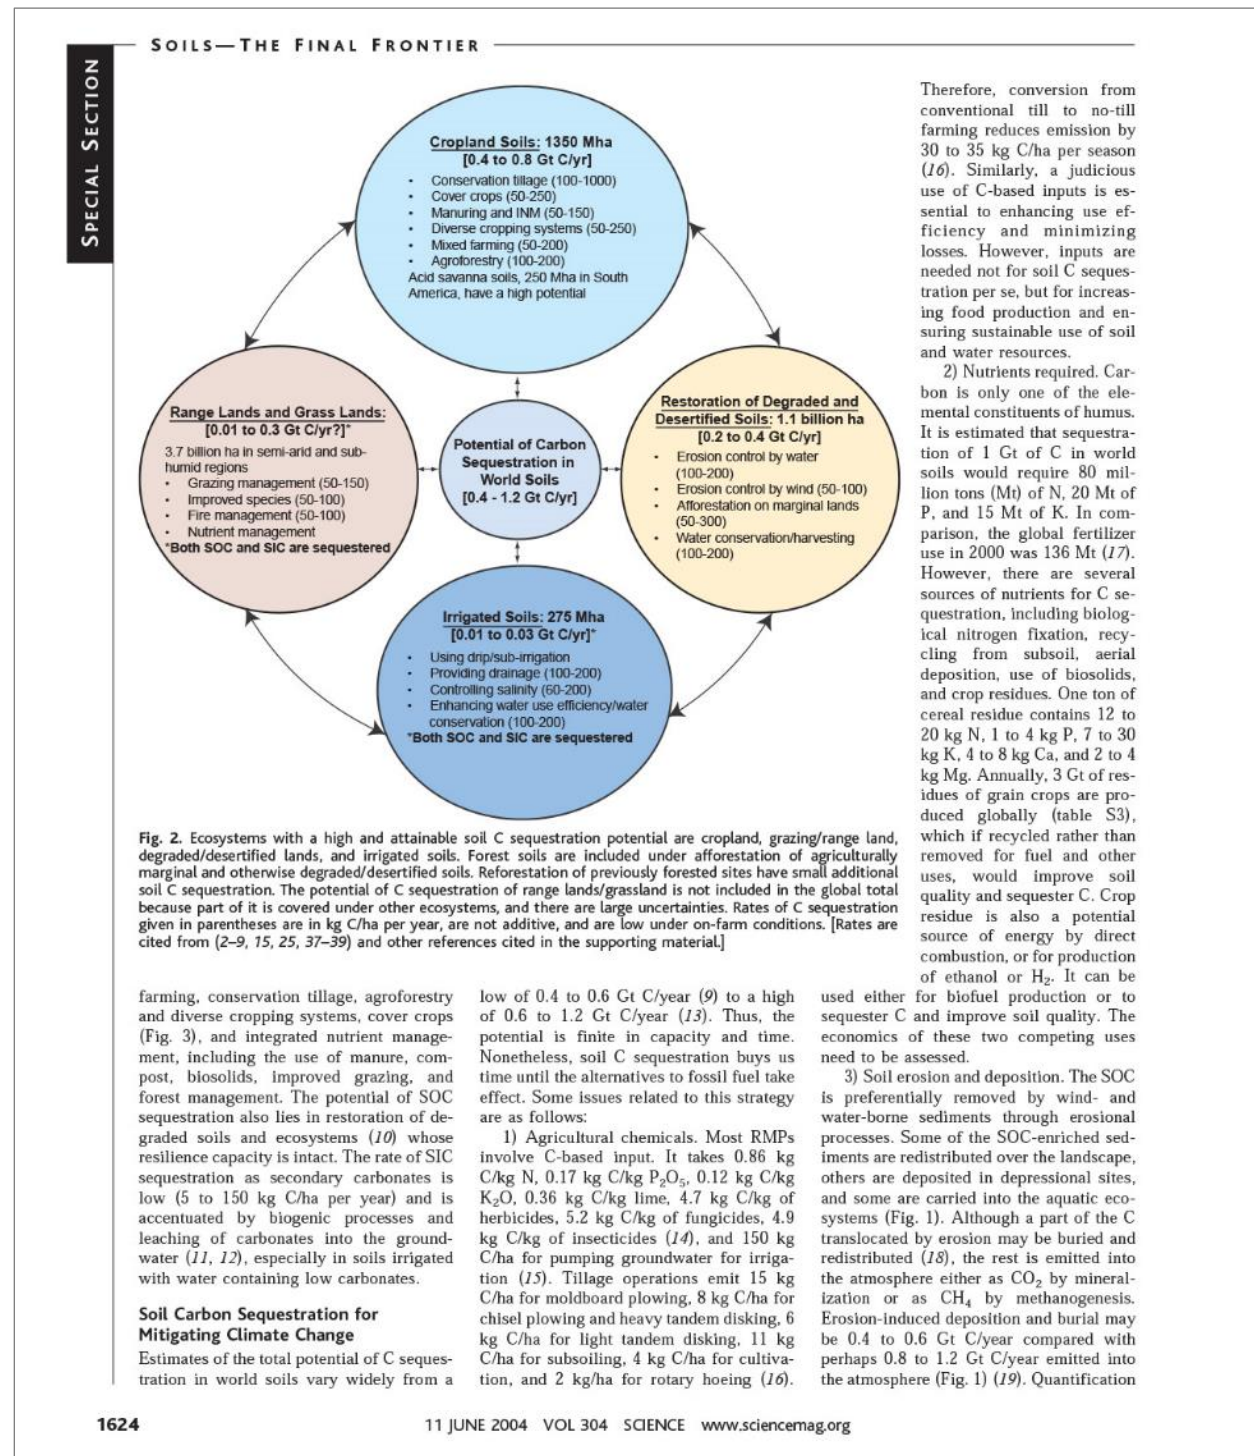 SOILS—THE FINAL FRONTIER
SPECIAL SECTION
Cropland Soils: 1350 Mha
[0.4 to 0.8 Gt C/yr]
• Conservation tillage (100-1000)
• Cover crops (50-250)
• Manuring and INM (50-150)
• Diverse cropping systems (50-250)
• Mixed farming (50-200)
• Agroforestry (100-200)
Acid savanna soils, 250 Mha in South
America, have a high potential
Range Lands and Grass Lands:
[0.01 to 0.3 Gt C/yr?]*
3.7 billion ha in semi-arid and sub-
humid regions
• Grazing management (50-150)
• Improved species (50-100)
• Fire management (50-100)
• Nutrient management
*Both SOC and SIC are sequestered
Potential of Carbon
Sequestration in
World Soils
[0.4 - 1.2 Gt C/yr]
Restoration of Degraded and
Desertified Soils: 1.1 billion ha
[0.2 to 0.4 Gt C/yr]
• Erosion control by water
(100-200)
• Erosion control by wind (50-100)
• Afforestation on marginal lands
(50-300)
• Water conservation/harvesting
(100-200)
Irrigated Soils: 275 Mha
[0.01 to 0.03 Gt C/yr]*
• Using drip/sub-irrigation
• Providing drainage (100-200)
• Controlling salinity (60-200)
• Enhancing water use efficiency/water
conservation (100-200)
*Both SOC and SIC are sequestered
Fig. 2. Ecosystems with a high and attainable soil C sequestration potential are cropland, grazing/range land,
degraded/desertified lands, and irrigated soils. Forest soils are included under afforestation of agriculturally
marginal and otherwise degraded/desertified soils. Reforestation of previously forested sites have small additional
soil C sequestration. The potential of C sequestration of range lands/grassland is not included in the global total
because part of it is covered under other ecosystems, and there are large uncertainties. Rates of C sequestration
given in parentheses are in kg C/ha per year, are not additive, and are low under on-farm conditions. [Rates are
cited from (2–9, 15, 25, 37–39) and other references cited in the supporting material.]
farming, conservation tillage, agroforestry
and diverse cropping systems, cover crops
(Fig. 3), and integrated nutrient manage-
ment, including the use of manure, com-
post, biosolids, improved grazing, and
forest management. The potential of SOC
sequestration also lies in restoration of de-
graded soils and ecosystems (10) whose
resilience capacity is intact. The rate of SIC
sequestration as secondary carbonates is
low (5 to 150 kg C/ha per year) and is
accentuated by biogenic processes and
leaching of carbonates into the ground-
water (11, 12), especially in soils irrigated
with water containing low carbonates.
Soil Carbon Sequestration for
Mitigating Climate Change
Estimates of the total potential of C seques-
tration in world soils vary widely from a
low of 0.4 to 0.6 Gt C/year (9) to a high
of 0.6 to 1.2 Gt C/year (13). Thus, the
potential is finite in capacity and time.
Nonetheless, soil C sequestration buys us
time until the alternatives to fossil fuel take
effect. Some issues related to this strategy
are as follows:
1) Agricultural chemicals. Most RMPs
involve C-based input. It takes 0.86 kg
C/kg N, 0.17 kg C/kg P₂O₅, 0.12 kg C/kg
K₂O, 0.36 kg C/kg lime, 4.7 kg C/kg of
herbicides, 5.2 kg C/kg of fungicides, 4.9
kg C/kg of insecticides (14), and 150 kg
C/ha for pumping groundwater for irriga-
tion (15). Tillage operations emit 15 kg
C/ha for moldboard plowing, 8 kg C/ha for
chisel plowing and heavy tandem disking, 6
kg C/ha for light tandem disking, 11 kg
C/ha for subsoiling, 4 kg C/ha for cultiva-
tion, and 2 kg/ha for rotary hoeing (16).
Therefore, conversion from
conventional till to no-till
farming reduces emission by
30 to 35 kg C/ha per season
(16). Similarly, a judicious
use of C-based inputs is es-
sential to enhancing use ef-
ficiency and minimizing
losses. However, inputs are
needed not for soil C seques-
tration per se, but for increas-
ing food production and en-
suring sustainable use of soil
and water resources.
2) Nutrients required. Car-
bon is only one of the ele-
mental constituents of humus.
It is estimated that sequestra-
tion of 1 Gt of C in world
soils would require 80 mil-
lion tons (Mt) of N, 20 Mt of
P, and 15 Mt of K. In com-
parison, the global fertilizer
use in 2000 was 136 Mt (17).
However, there are several
sources of nutrients for C se-
questration, including biolog-
ical nitrogen fixation, recy-
cling from subsoil, aerial
deposition, use of biosolids,
and crop residues. One ton of
cereal residue contains 12 to
20 kg N, 1 to 4 kg P, 7 to 30
kg K, 4 to 8 kg Ca, and 2 to 4
kg Mg. Annually, 3 Gt of res-
idues of grain crops are pro-
duced globally (table S3),
which if recycled rather than
removed for fuel and other
uses, would improve soil
quality and sequester C. Crop
residue is also a potential
source of energy by direct
combustion, or for production
of ethanol or H₂. It can be
used either for biofuel production or to
sequester C and improve soil quality. The
economics of these two competing uses
need to be assessed.
3) Soil erosion and deposition. The SOC
is preferentially removed by wind- and
water-borne sediments through erosional
processes. Some of the SOC-enriched sed-
iments are redistributed over the landscape,
others are deposited in depressional sites,
and some are carried into the aquatic eco-
systems (Fig. 1). Although a part of the C
translocated by erosion may be buried and
redistributed (18), the rest is emitted into
the atmosphere either as CO₂ by mineral-
ization or as CH₄ by methanogenesis.
Erosion-induced deposition and burial may
be 0.4 to 0.6 Gt C/year compared with
perhaps 0.8 to 1.2 Gt C/year emitted into
the atmosphere (Fig. 1) (19). Quantification
1624
11 JUNE 2004 VOL 304 SCIENCE www.sciencemag.org